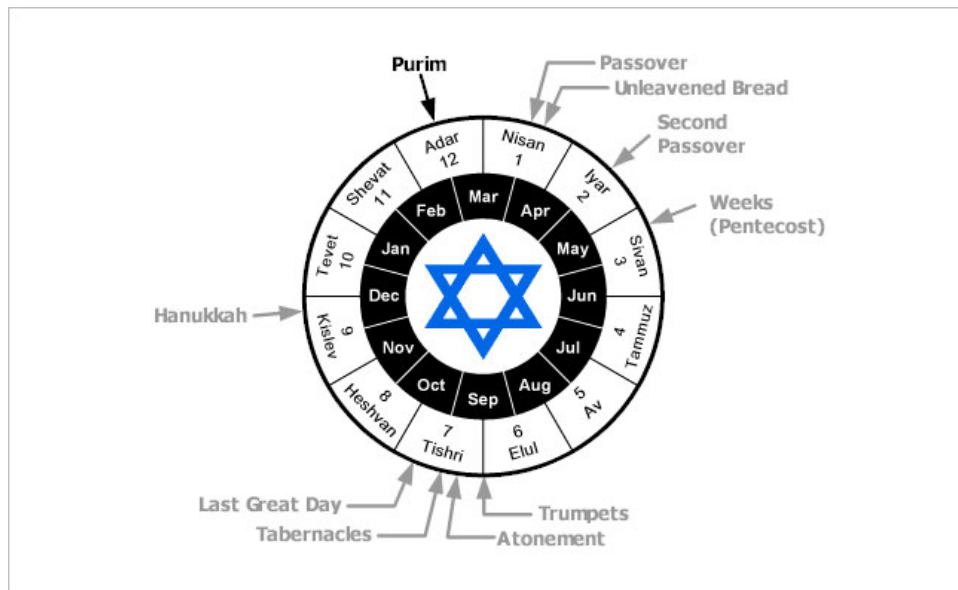 Purim
Passover
Unleavened Bread
Second
Passover
Weeks
(Pentecost)
Hanukkah
Last Great Day
Tabernacles
Trumpets
Atonement
Nisan
1
Iyar
2
Sivan
3
4
Tammuz
5
Av
6
Elul
7
Tishri
8
Heshvan
9
Kislev
Tevet
10
Shevat
11
Adar
12
Mar
Apr
May
Jun
Jul
Aug
Sep
Oct
Nov
Dec
Jan
Feb